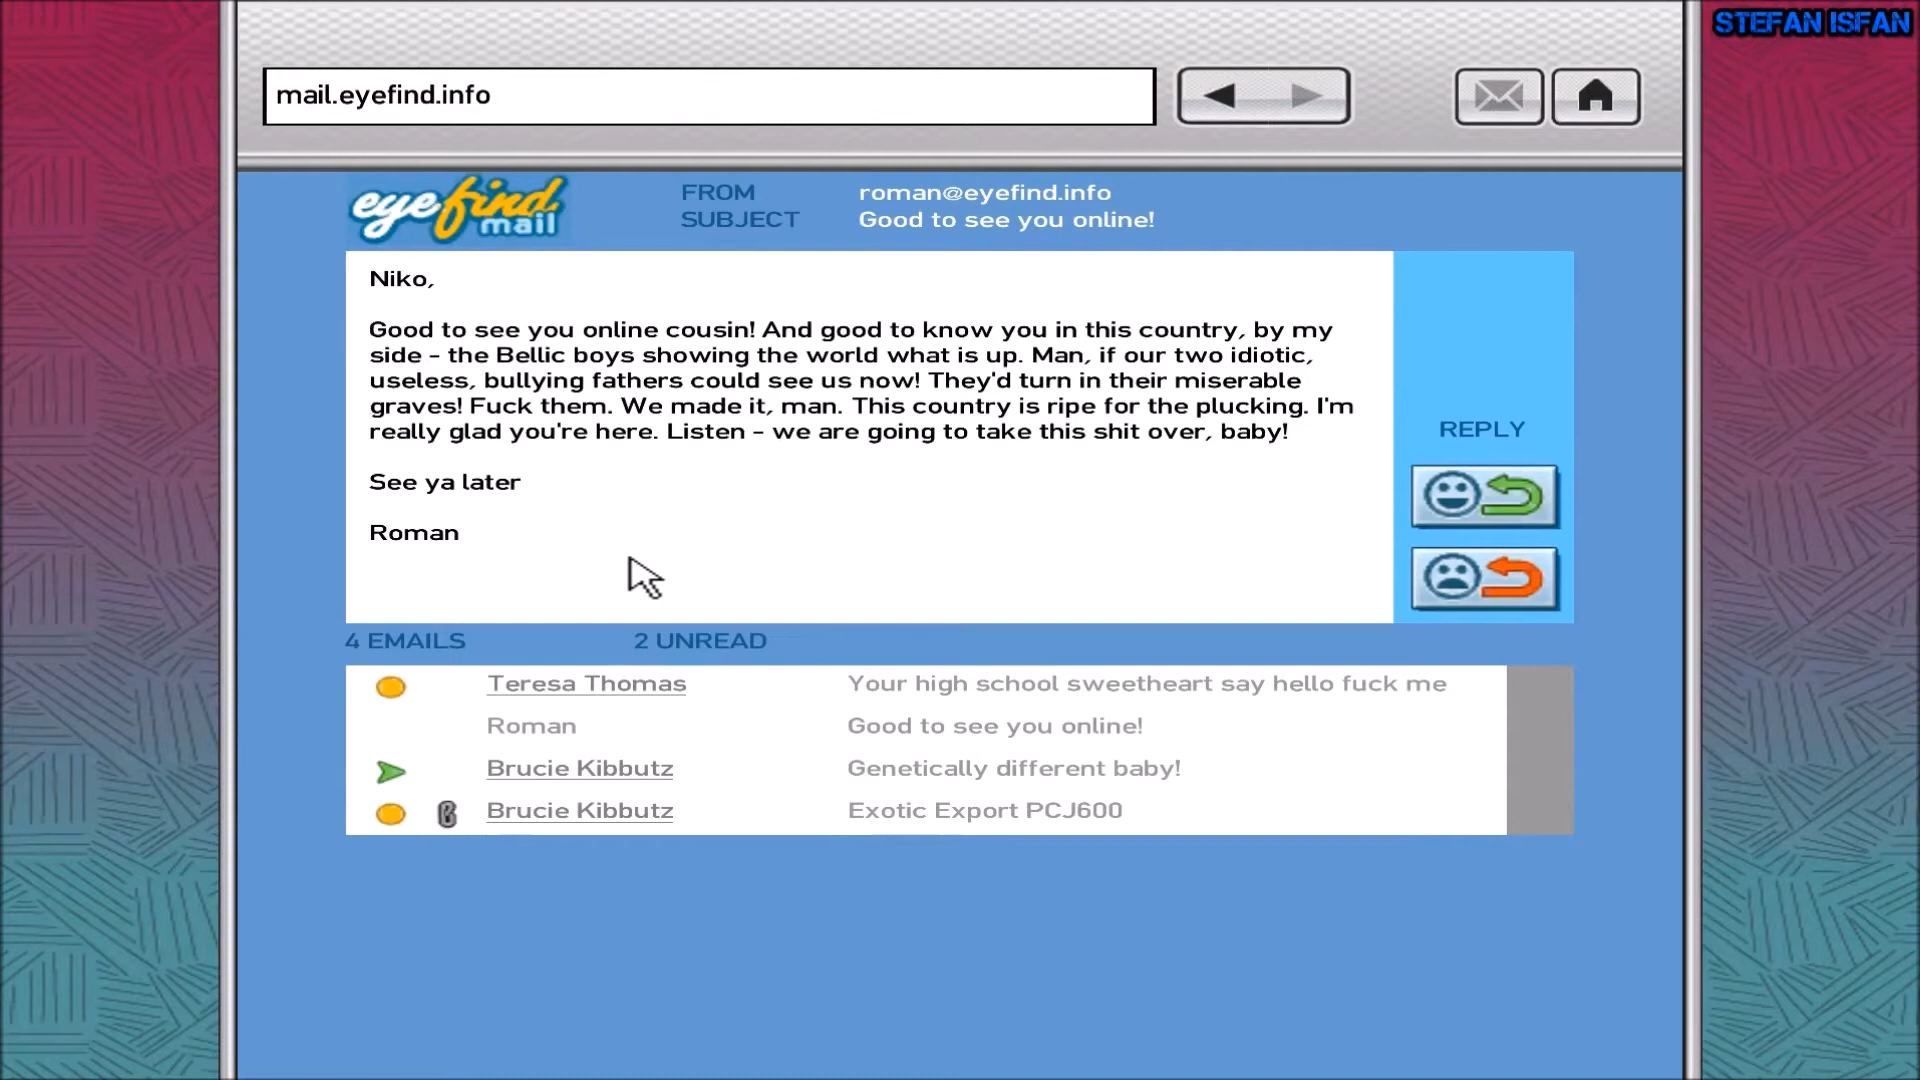 STEFAN ISFAN
mail.eyefind.info
eyefind mail
FROM roman@eyefind.info
SUBJECT Good to see you online!
Niko,
Good to see you online cousin! And good to know you in this country, by my
side - the Bellic boys showing the world what is up. Man, if our two idiotic,
useless, bullying fathers could see us now! They'd turn in their miserable
graves! Fuck them. We made it, man. This country is ripe for the plucking. I'm
really glad you're here. Listen - we are going to take this shit over, baby!
See ya later
Roman
REPLY
4 EMAILS 2 UNREAD
Teresa Thomas Your high school sweetheart say hello fuck me
Roman Good to see you online!
Brucie Kibbutz Genetically different baby!
Brucie Kibbutz Exotic Export PCJ600